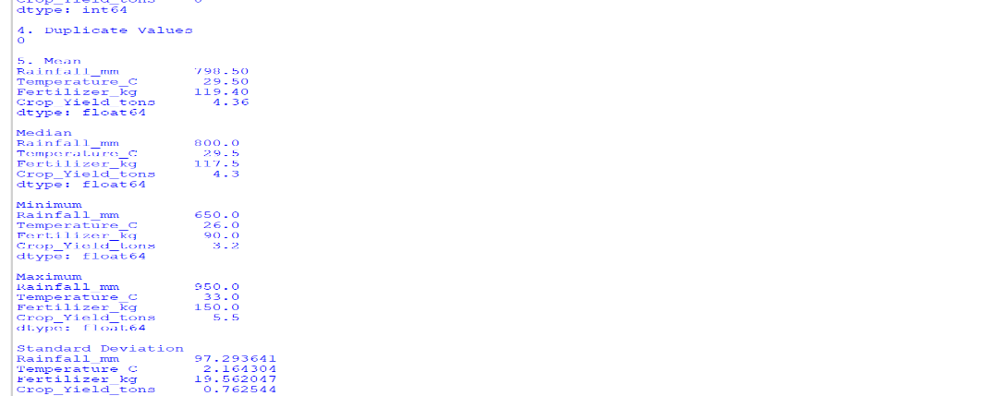 Crop_Yield_tons 0
dtype: int64
4. Duplicate Values
0
5. Mean
Rainfall_mm 798.50
Temperature_C 29.50
Fertilizer_kg 119.40
Crop_Yield_tons 4.36
dtype: float64
Median
Rainfall_mm 800.0
Temperature_C 29.5
Fertilizer_kg 117.5
Crop_Yield_tons 4.3
dtype: float64
Minimum
Rainfall_mm 650.0
Temperature_C 26.0
Fertilizer_kg 90.0
Crop_Yield_tons 3.2
dtype: float64
Maximum
Rainfall_mm 950.0
Temperature_C 33.0
Fertilizer_kg 150.0
Crop_Yield_tons 5.5
dtype: float64
Standard Deviation
Rainfall_mm 97.293641
Temperature_C 2.164304
Fertilizer_kg 19.562047
Crop_Yield_tons 0.762544